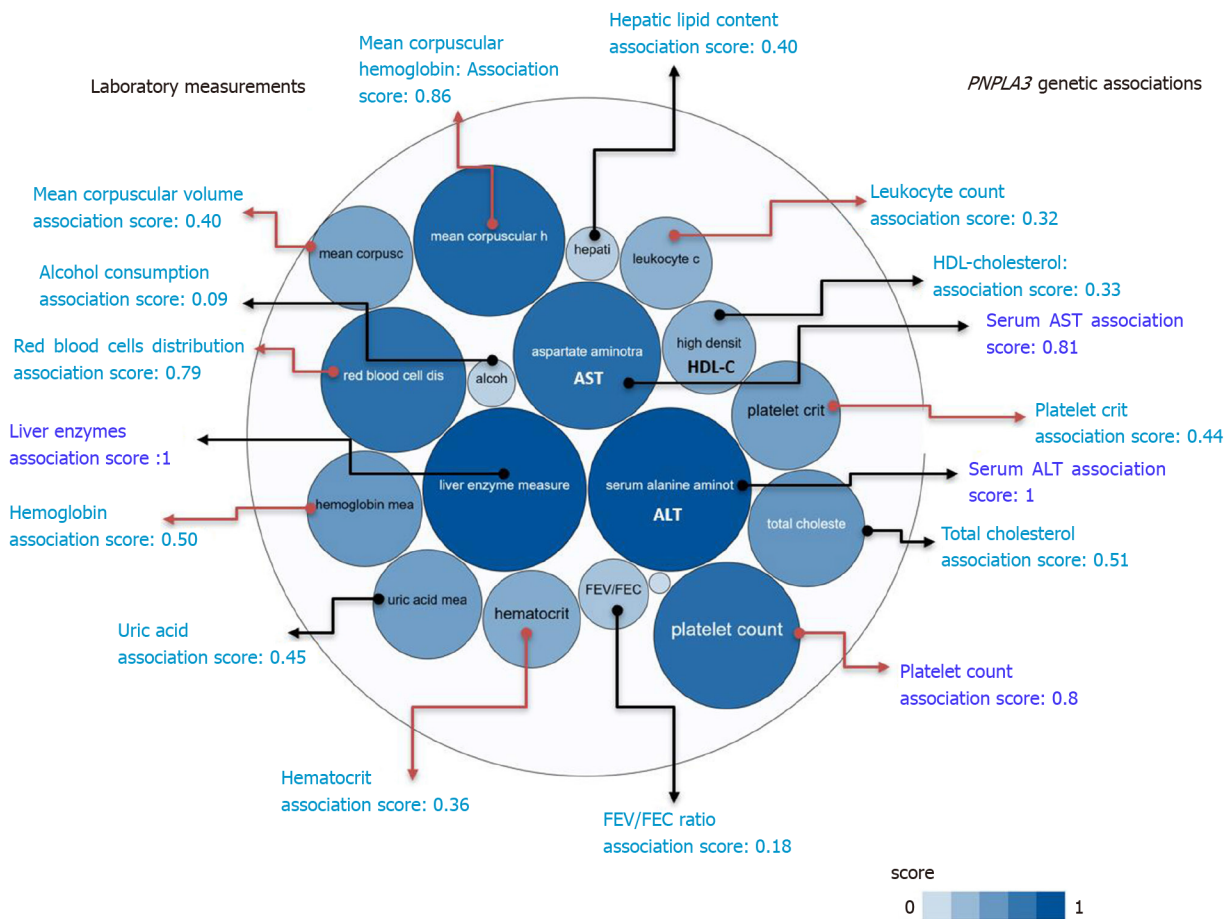 Hepatic lipid content
association score: 0.40
Mean corpuscular
hemoglobin: Association
score: 0.86
Laboratory measurements
PNPLA3 genetic associations
Mean corpuscular volume
association score: 0.40
Leukocyte count
association score: 0.32
Alcohol consumption
association score: 0.09
HDL-cholesterol:
association score: 0.33
Serum AST association
score: 0.81
Red blood cells distribution
association score: 0.79
Platelet crit
association score: 0.44
Liver enzymes
association score :1
Serum ALT association
score: 1
Hemoglobin
association score: 0.50
Total cholesterol
association score: 0.51
Uric acid
association score: 0.45
Platelet count
association score: 0.8
Hematocrit
association score: 0.36
FEV/FEC ratio
association score: 0.18
mean corpusc
mean corpuscular h
hepati
leukocyte c
red blood cell dis
alcoh
aspartate aminotra
AST
high densit
HDL-C
platelet crit
hemoglobin mea
liver enzyme measure
serum alanine aminot
ALT
total choleste
uric acid mea
hematocrit
FEV/FEC
platelet count
score
0 1